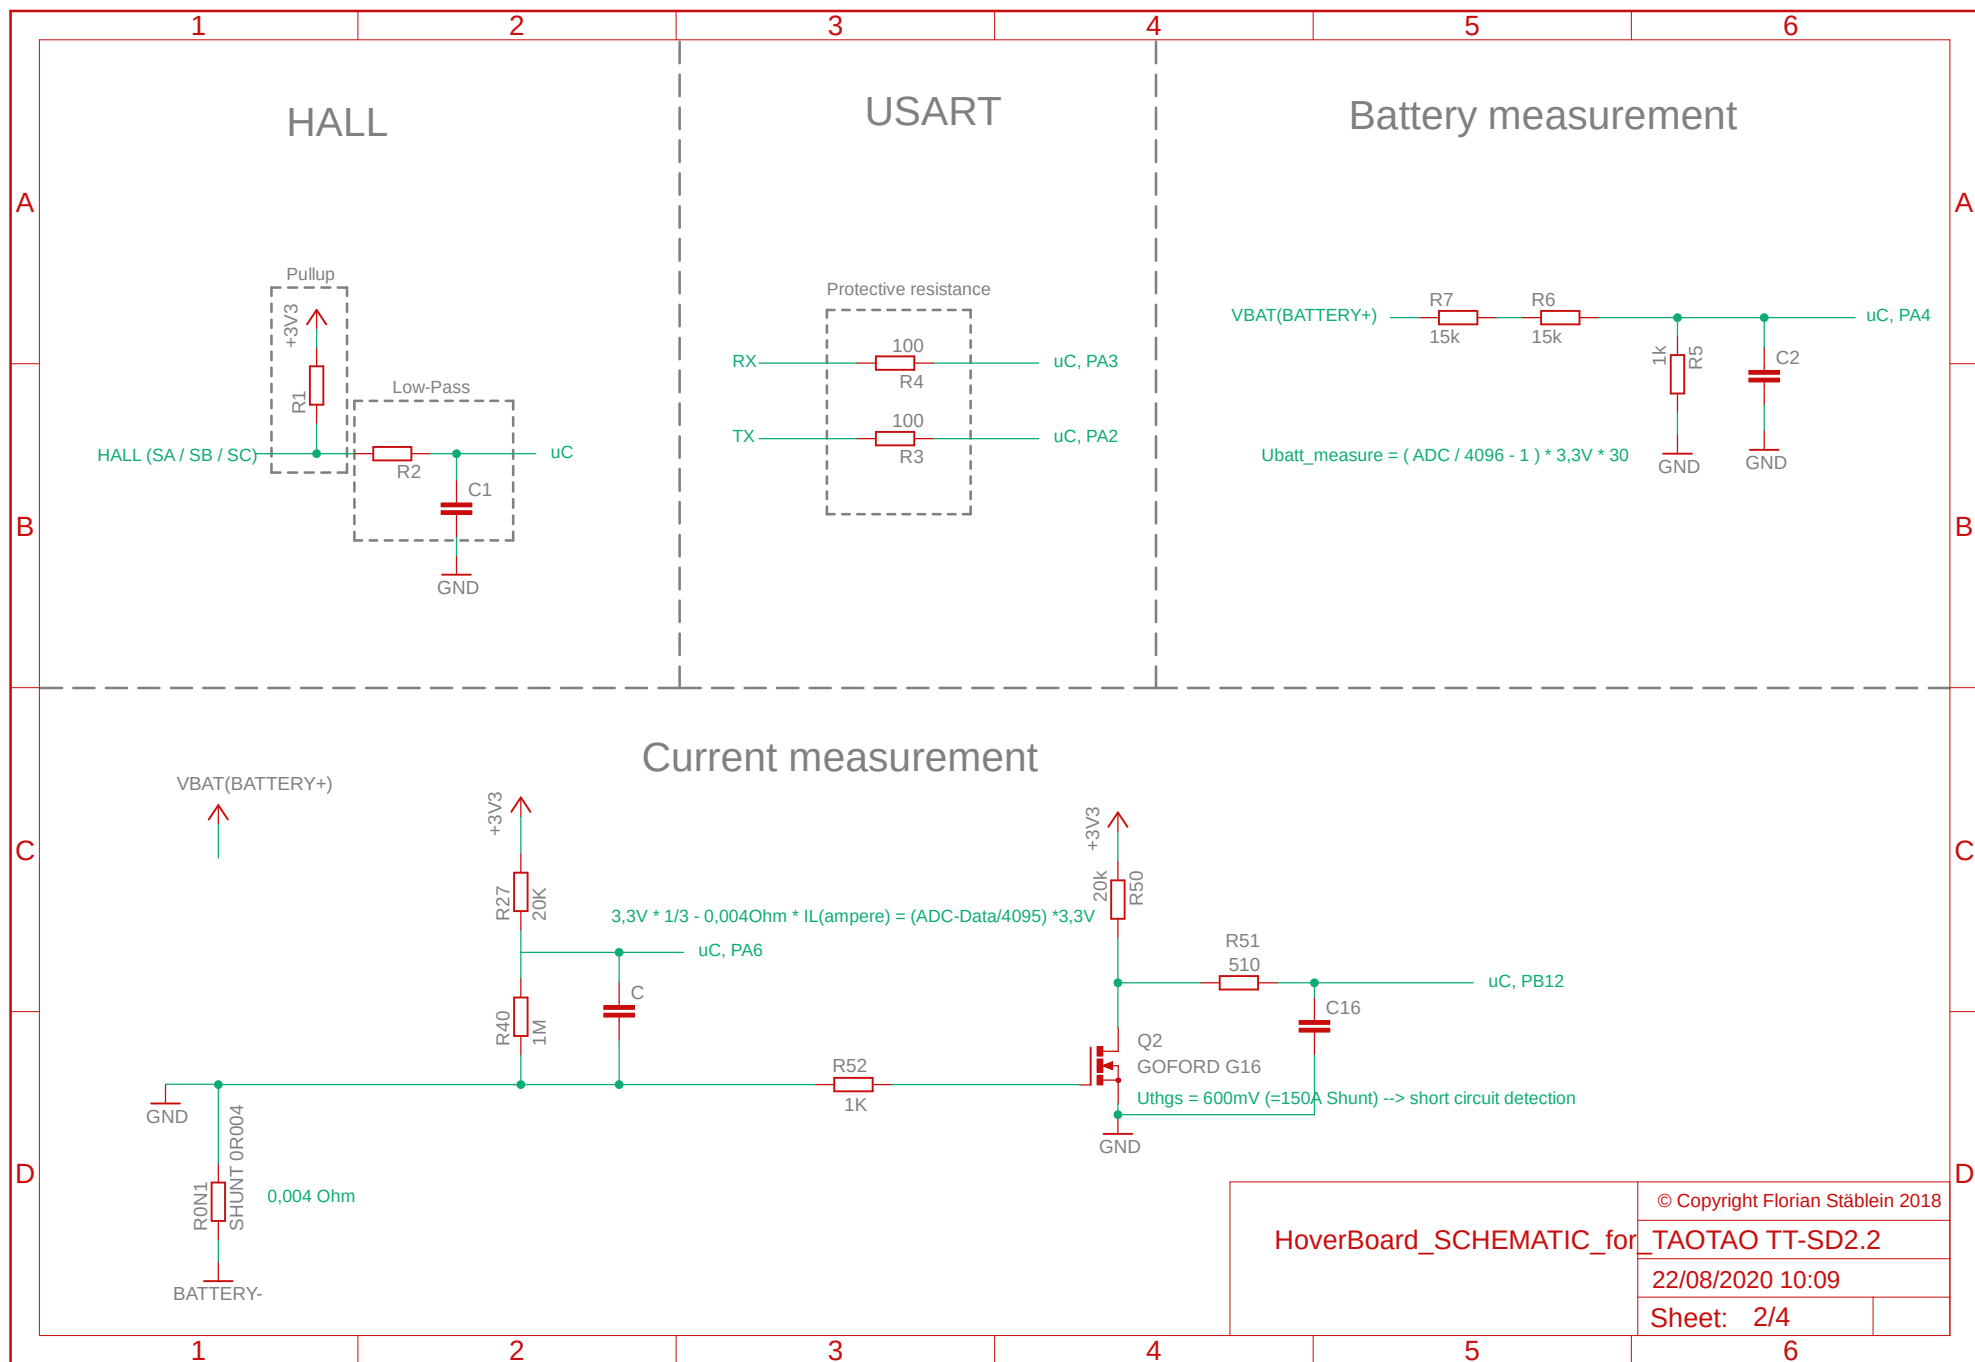 1 2 3 4 5 6
A A
B B
C C
D D
1 2 3 4 5 6
HALL
Pullup
+3V3
R1
Low-Pass
HALL (SA / SB / SC)
R2
uC
C1
GND
USART
Protective resistance
RX
100
R4
uC, PA3
TX
100
R3
uC, PA2
Battery measurement
VBAT(BATTERY+)
R7
15k
R6
15k
uC, PA4
1k
R5
C2
GND
GND
Ubatt_measure = ( ADC / 4096 - 1 ) * 3,3V * 30
Current measurement
VBAT(BATTERY+)
+3V3
R27
20K
3,3V * 1/3 - 0,004Ohm * IL(ampere) = (ADC-Data/4095) *3,3V
uC, PA6
R40
1M
C
GND
R0N1
SHUNT 0R004
0,004 Ohm
BATTERY-
R52
1K
+3V3
20k
R50
R51
510
uC, PB12
C16
Q2
GOFORD G16
Uthgs = 600mV (=150A Shunt) --> short circuit detection
GND
© Copyright Florian Stäblein 2018
HoverBoard_SCHEMATIC_for_TAOTAO TT-SD2.2
22/08/2020 10:09
Sheet: 2/4